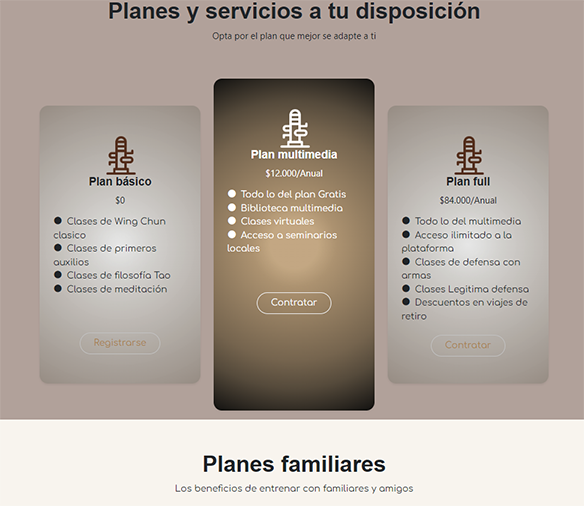 Planes y servicios a tu disposición
Opta por el plan que mejor se adapte a ti
Plan básico
$0
● Clases de Wing Chun
clasico
● Clases de primeros
auxilios
● Clases de filosofía Tao
● Clases de meditación
Registrarse
Plan multimedia
$12.000/Anual
● Todo lo del plan Gratis
● Biblioteca multimedia
● Clases virtuales
● Acceso a seminarios
locales
Contratar
Plan full
$84.000/Anual
● Todo lo del multimedia
● Acceso ilimitado a la
plataforma
● Clases de defensa con
armas
● Clases Legitima defensa
● Descuentos en viajes de
retiro
Contratar
Planes familiares
Los beneficios de entrenar con familiares y amigos